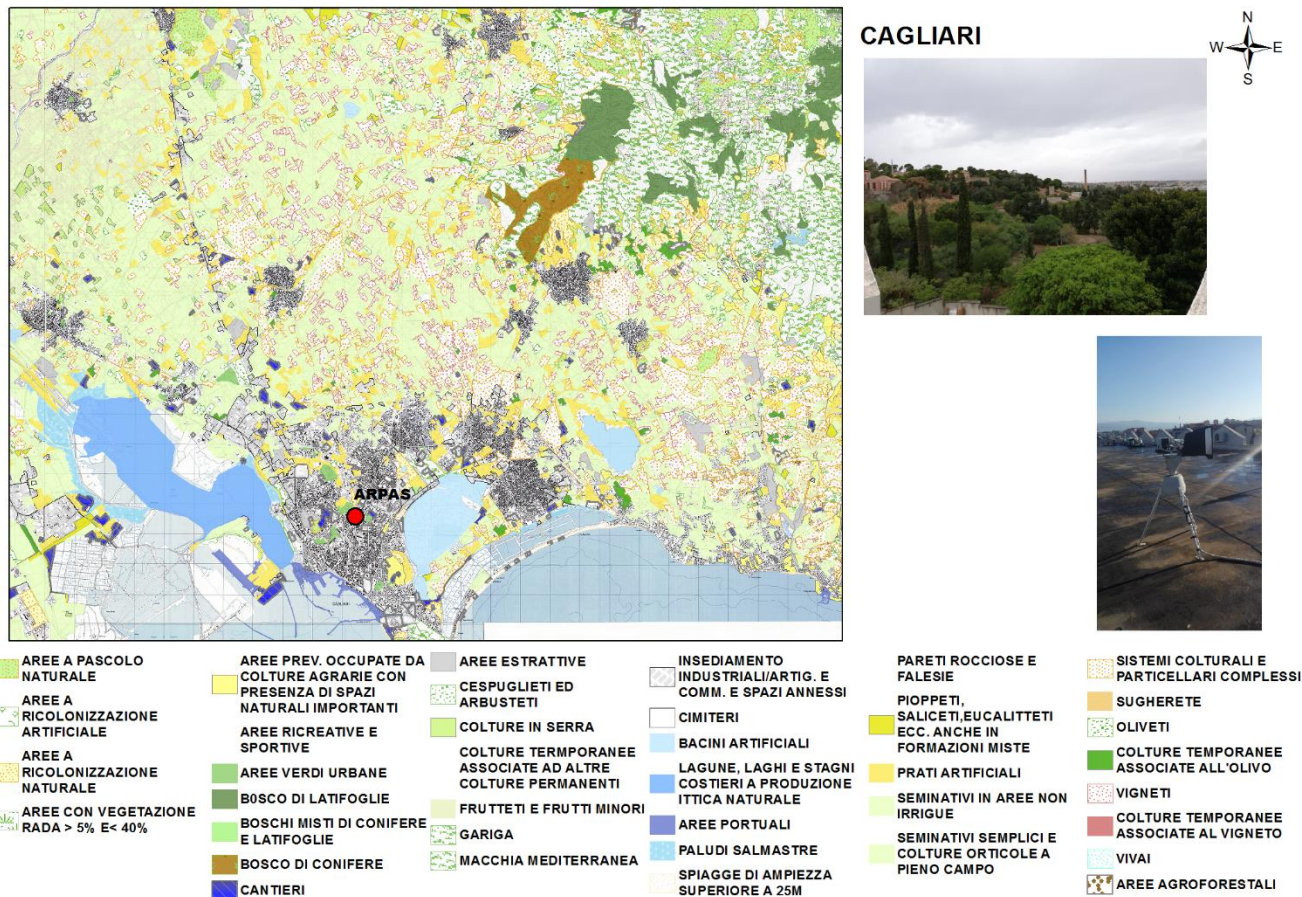 CAGLIARI
N
W E
S
ARPAS
AREE A PASCOLO
NATURALE
AREE A
RICOLONIZZAZIONE
ARTIFICIALE
AREE A
RICOLONIZZAZIONE
NATURALE
AREE CON VEGETAZIONE
RADA > 5% E< 40%
AREE PREV. OCCUPATE DA
COLTURE AGRARIE CON
PRESENZA DI SPAZI
NATURALI IMPORTANTI
AREE RICREATIVE E
SPORTIVE
AREE VERDI URBANE
B0SCO DI LATIFOGLIE
BOSCHI MISTI DI CONIFERE
E LATIFOGLIE
BOSCO DI CONIFERE
CANTIERI
AREE ESTRATTIVE
CESPUGLIETI ED
ARBUSTETI
COLTURE IN SERRA
COLTURE TERMPORANEE
ASSOCIATE AD ALTRE
COLTURE PERMANENTI
FRUTTETI E FRUTTI MINORI
GARIGA
MACCHIA MEDITERRANEA
INSEDIAMENTO
INDUSTRIALI/ARTIG. E
COMM. E SPAZI ANNESSI
CIMITERI
BACINI ARTIFICIALI
LAGUNE, LAGHI E STAGNI
COSTIERI A PRODUZIONE
ITTICA NATURALE
AREE PORTUALI
PALUDI SALMASTRE
SPIAGGE DI AMPIEZZA
SUPERIORE A 25M
PARETI ROCCIOSE E
FALESIE
PIOPPETI,
SALICETI,EUCALITTETI
ECC. ANCHE IN
FORMAZIONI MISTE
PRATI ARTIFICIALI
SEMINATIVI IN AREE NON
IRRIGUE
SEMINATIVI SEMPLICI E
COLTURE ORTICOLE A
PIENO CAMPO
SISTEMI COLTURALI E
PARTICELLARI COMPLESSI
SUGHERETE
OLIVETI
COLTURE TEMPORANEE
ASSOCIATE ALL'OLIVO
VIGNETI
COLTURE TEMPORANEE
ASSOCIATE AL VIGNETO
VIVAI
AREE AGROFORESTALI